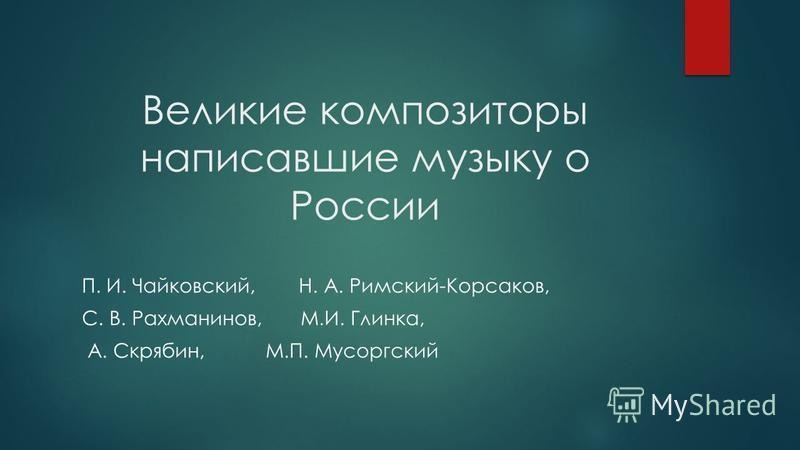 Великие композиторы
написавшие музыку о
России
П. И. Чайковский, Н. А. Римский-Корсаков,
С. В. Рахманинов, М.И. Глинка,
А. Скрябин, М.П. Мусоргский
MyShared